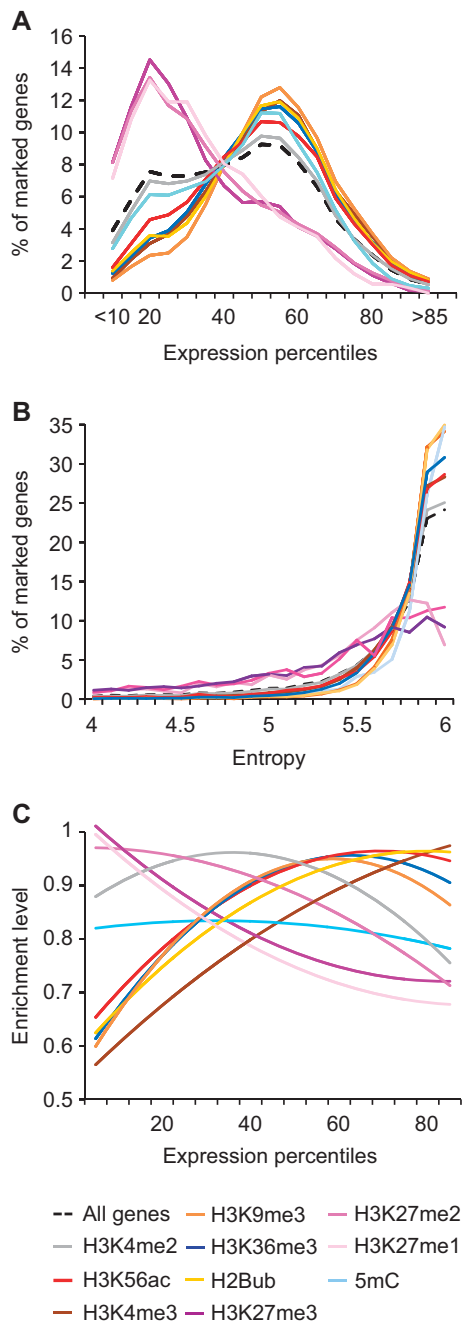 A
% of marked genes
16
14
12
10
8
6
4
2
0
<10 20 40 60 80 >85
Expression percentiles
B
% of marked genes
35
30
25
20
15
10
5
0
4 4.5 5 5.5 6
Entropy
C
Enrichment level
1
0.9
0.8
0.7
0.6
0.5
20 40 60 80
Expression percentiles
All genes H3K9me3 H3K27me2
H3K4me2 H3K36me3 H3K27me1
H3K56ac H2Bub 5mC
H3K4me3 H3K27me3